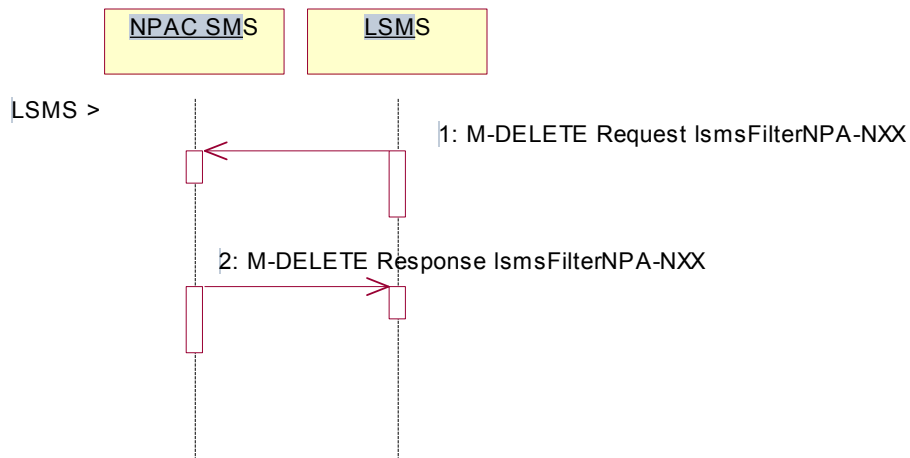 NPAC SMS
LSMS
LSMS >
1: M-DELETE Request lsmsFilterNPA-NXX
2: M-DELETE Response lsmsFilterNPA-NXX